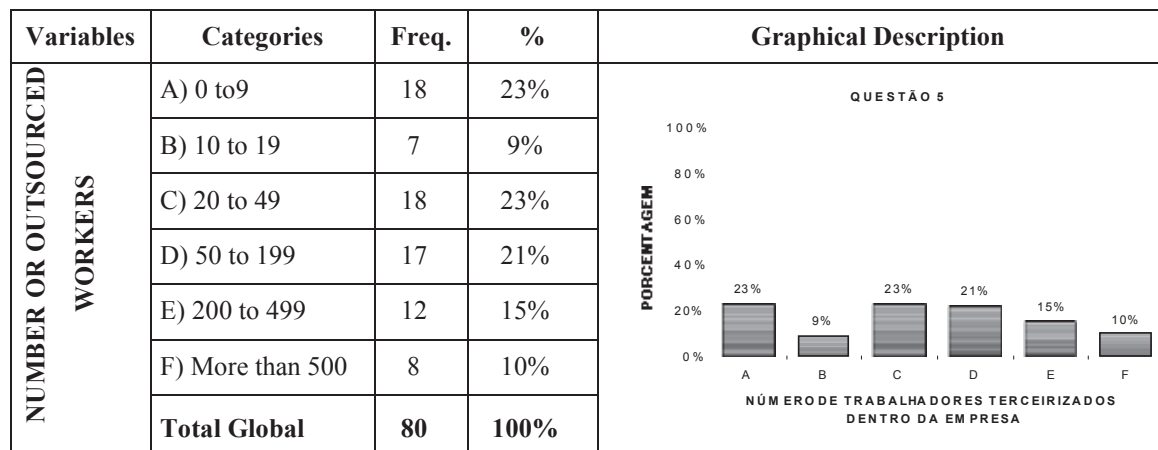 Variables Categories Freq. % Graphical Description
NUMBER OR OUTSOURCED
WORKERS
A) 0 to9 18 23%
B) 10 to 19 7 9%
C) 20 to 49 18 23%
D) 50 to 199 17 21%
E) 200 to 499 12 15%
F) More than 500 8 10%
Total Global 80 100%
QUESTÃO 5
PORCENTAGEM
100%
80%
60%
40%
20%
0%
23% 9% 23% 21% 15% 10%
A B C D E F
NÚMERO DE TRABALHADORES TERCEIRIZADOS
DENTRO DA EMPRESA